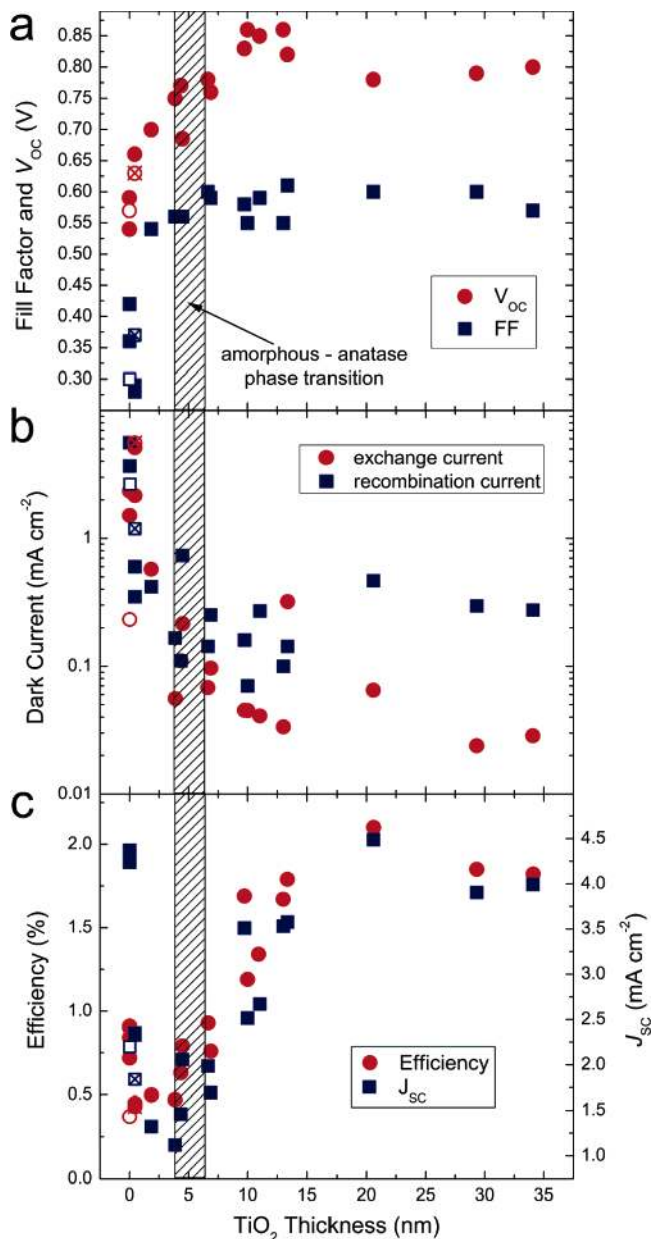 a
0.85
0.80
0.75
0.70
0.65
0.60
0.55
0.50
0.45
0.40
0.35
0.30
Fill Factor and V_OC (V)
V_OC
FF
amorphous - anatase
phase transition
b
exchange current
recombination current
1
0.1
0.01
Dark Current (mA cm⁻²)
c
2.0
1.5
1.0
0.5
0.0
Efficiency (%)
4.5
4.0
3.5
3.0
2.5
2.0
1.5
1.0
J_SC (mA cm⁻²)
Efficiency
J_SC
0 5 10 15 20 25 30 35
TiO₂ Thickness (nm)